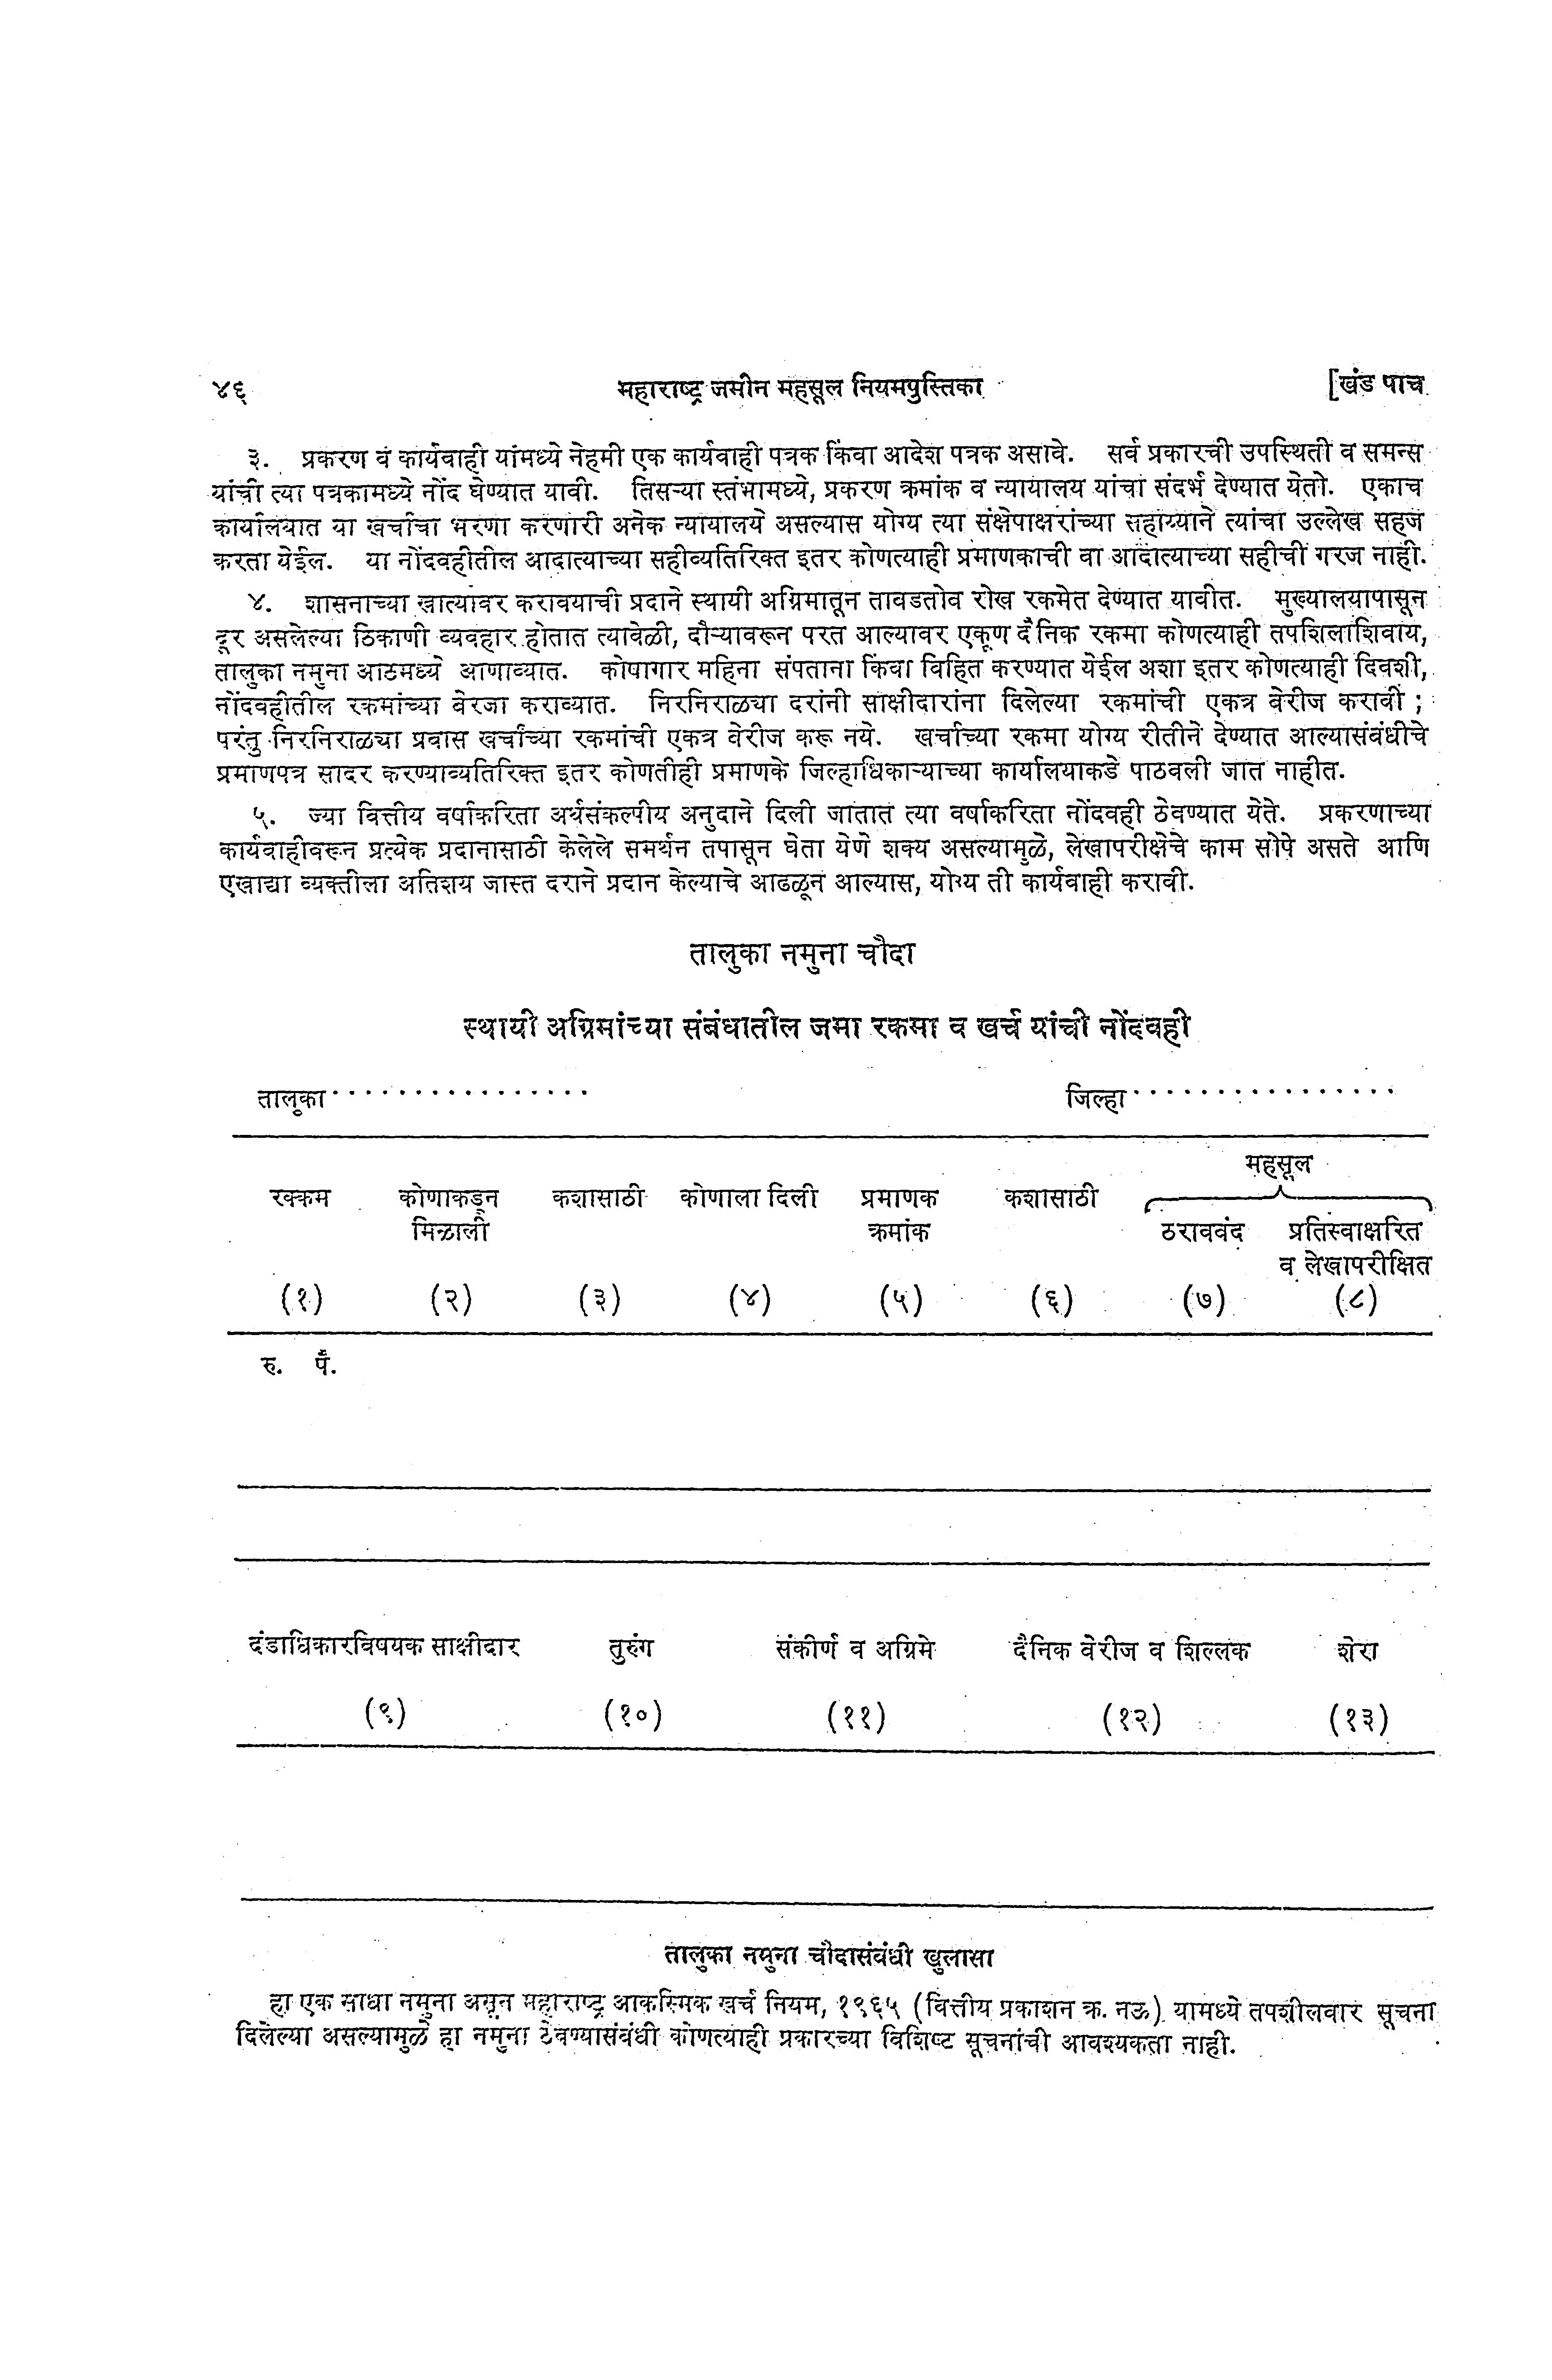 ४६ महाराष्ट्र जमीन महसूल नियमपुस्तिका [खंड पाच
३. प्रकरण व कार्यवाही यांमध्ये नेहमी एक कार्यवाही पत्रक किंवा आदेश पत्रक असावे. सर्व प्रकारची उपस्थिती व समन्स
यांची त्या पत्रकामध्ये नोंद घेण्यात यावी. तिसऱ्या स्तंभामध्ये, प्रकरण क्रमांक व न्यायालय यांचा संदर्भ देण्यात येतो. एकाच
कार्यालयात या खर्चाचा भरणा करणारी अनेक न्यायालये असल्यास योग्य त्या संक्षेपाक्षरांच्या सहाय्याने त्यांचा उल्लेख सहज
करता येईल. या नोंदवहीतील आदात्याच्या सहीव्यतिरिक्त इतर कोणत्याही प्रमाणकाची वा आदात्याच्या सहीची गरज नाही.
४. शासनाच्या खात्यावर करावयाची प्रदाने स्थायी अग्रिमातून तावडतोव रोख रकमेत देण्यात यावीत. मुख्यालयापासून
दूर असलेल्या ठिकाणी व्यवहार होतात त्यावेळी, दौऱ्यावरून परत आल्यावर एकूण दैनिक रकमा कोणत्याही तपशिलाशिवाय,
तालुका नमुना आठमध्ये आणाव्यात. कोषागार महिना संपताना किंवा विहित करण्यात येईल अशा इतर कोणत्याही दिवशी,
नोंदवहीतील रकमांच्या वेरजा कराव्यात. निरनिराळ्या दरांनी साक्षीदारांना दिलेल्या रकमांची एकत्र वेरीज करावी ;
परंतु निरनिराळ्या प्रवास खर्चाच्या रकमांची एकत्र वेरीज करू नये. खर्चाच्या रकमा योग्य रीतीने देण्यात आल्यासंबंधीचे
प्रमाणपत्र सादर करण्याव्यतिरिक्त इतर कोणतीही प्रमाणके जिल्हाधिकाऱ्याच्या कार्यालयाकडे पाठवली जात नाहीत.
५. ज्या वित्तीय वर्षाकरिता अर्थसंकल्पीय अनुदाने दिली जातात त्या वर्षाकरिता नोंदवही ठेवण्यात येते. प्रकरणाच्या
कार्यवाहीवरून प्रत्येक प्रदानासाठी केलेले समर्थन तपासून घेता येणे शक्य असल्यामुळे, लेखापरीक्षेचे काम सोपे असते आणि
एखाद्या व्यक्तीला अतिशय जास्त दराने प्रदान केल्याचे आढळून आल्यास, योग्य ती कार्यवाही करावी.
तालुका नमुना चौदा
स्थायी अग्रिमांच्या संबंधातील जमा रकमा व खर्च यांची नोंदवही
तालुका ................ जिल्हा ................
महसूल
रक्कम कोणाकडून कशासाठी कोणाला दिली प्रमाणक कशासाठी
मिळाली क्रमांक ठराववंद प्रतिस्वाक्षरित
व लेखापरीक्षित
(१) (२) (३) (४) (५) (६) (७) (८)
रु. पै.
दंडाधिकारविषयक साक्षीदार तुरुंग संकीर्ण व अग्रिमे दैनिक वेरीज व शिल्लक शेरा
(९) (१०) (११) (१२) (१३)
तालुका नमुना चौदासंबंधी खुलासा
हा एक साधा नमुना असून महाराष्ट्र आकस्मिक खर्च नियम, १९६५ (वित्तीय प्रकाशन क्र. नऊ) यामध्ये तपशीलवार सूचना
दिलेल्या असल्यामुळे हा नमुना ठेवण्यासंबंधी कोणत्याही प्रकारच्या विशिष्ट सूचनांची आवश्यकता नाही.